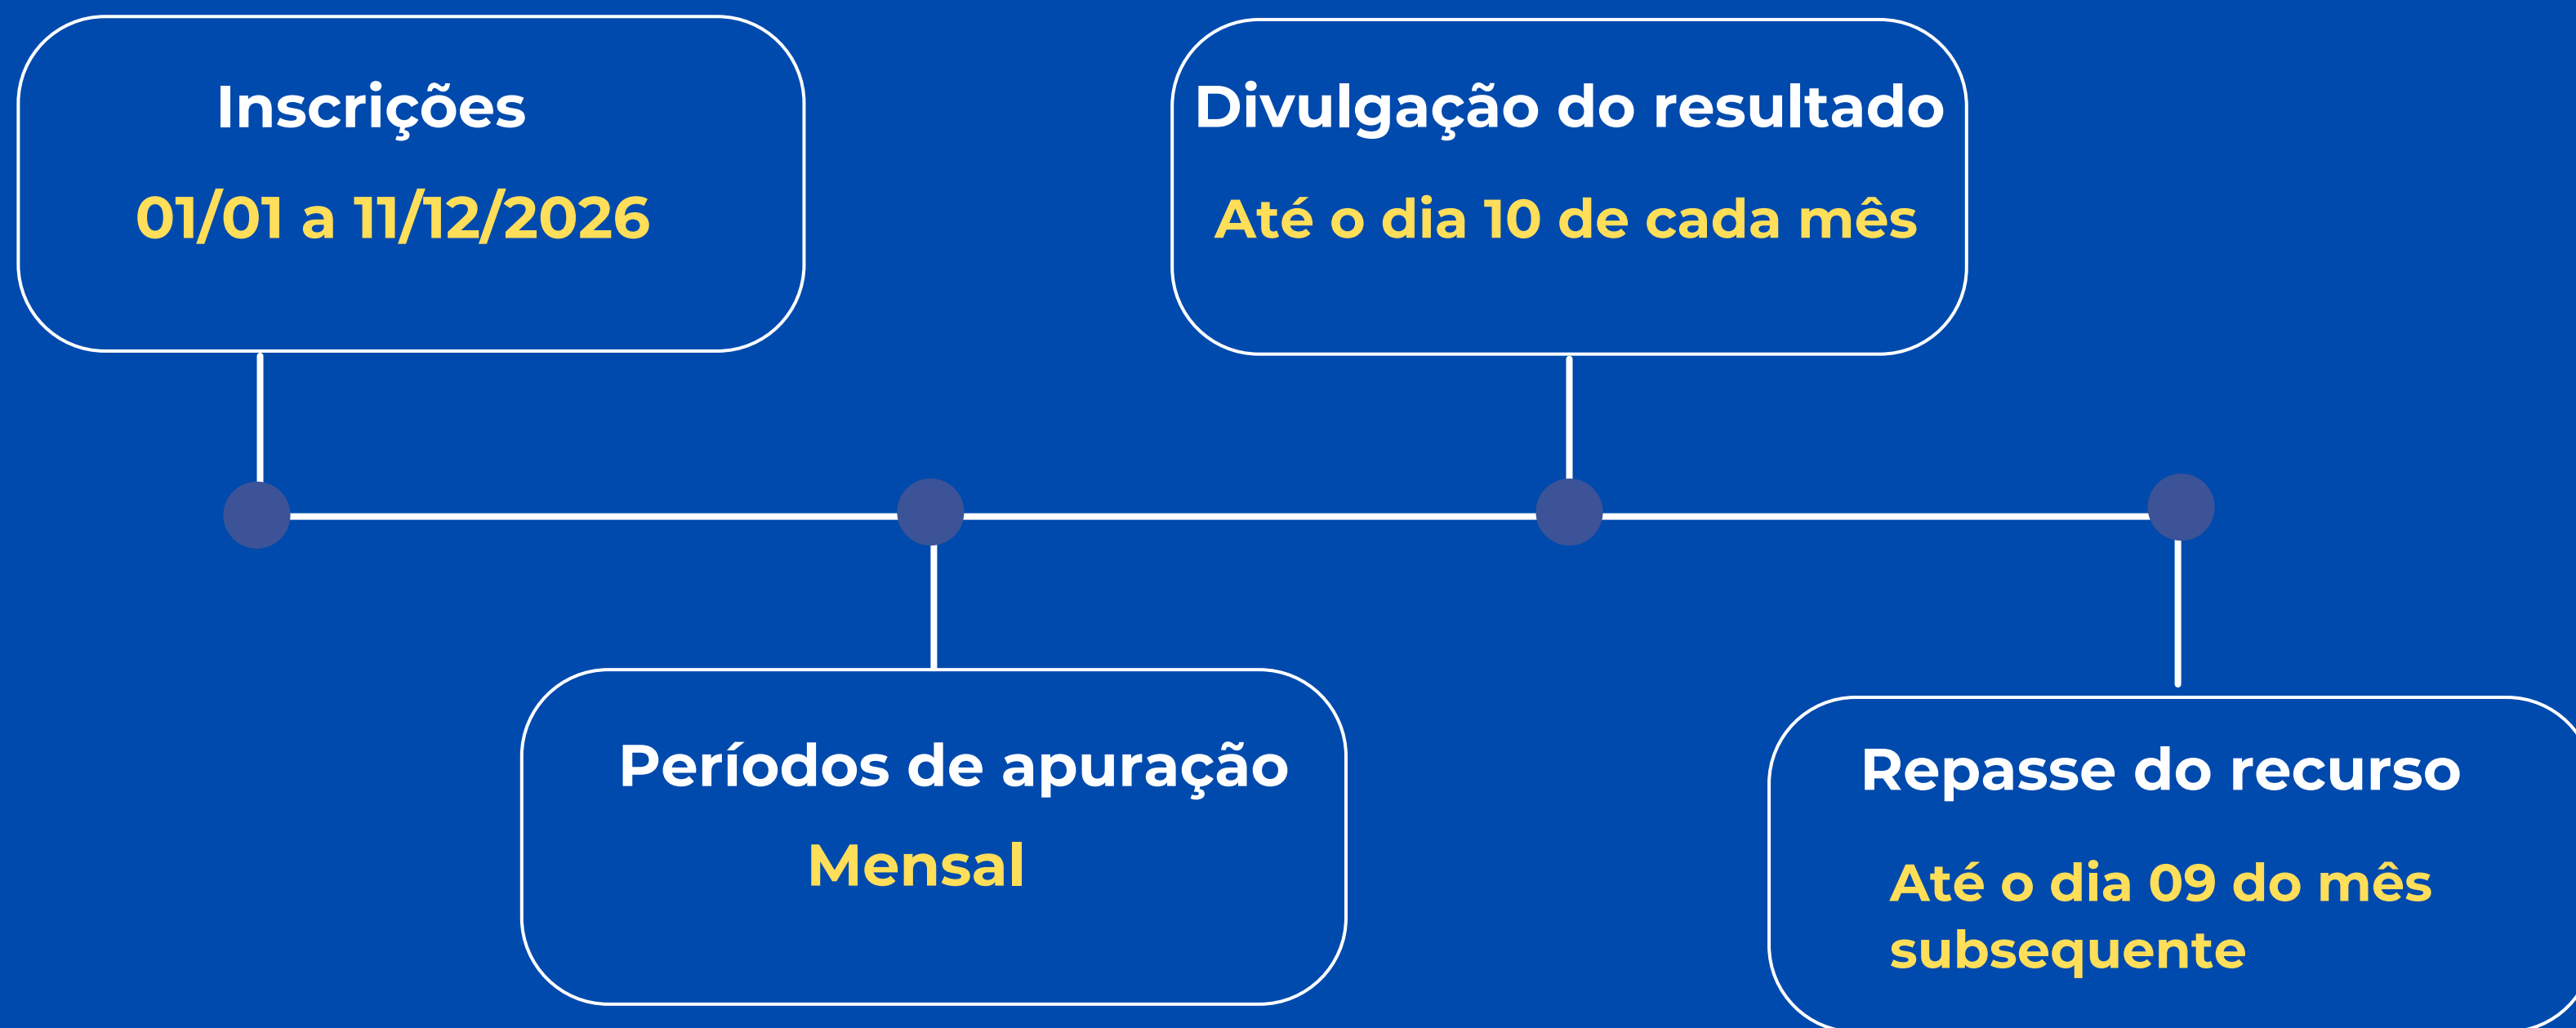 Inscrições
01/01 a 11/12/2026
Períodos de apuração
Mensal
Divulgação do resultado
Até o dia 10 de cada mês
Repasse do recurso
Até o dia 09 do mês
subsequente